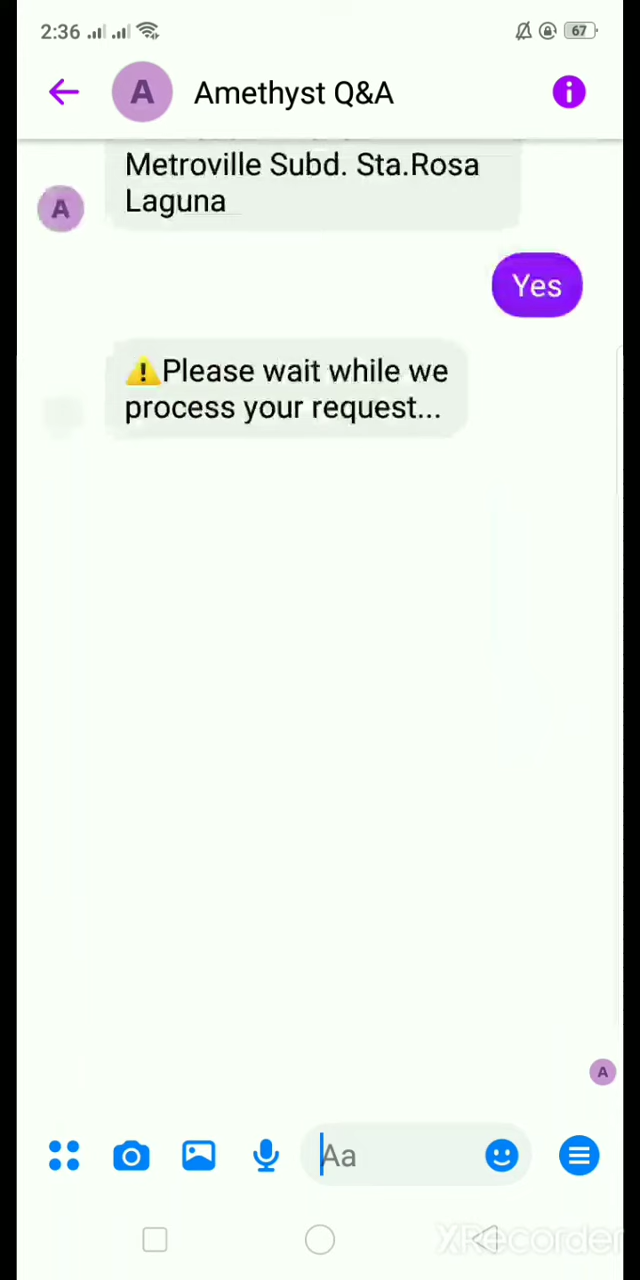 2:36
67
A
Amethyst Q&A
Metroville Subd. Sta.Rosa
Laguna
A
Yes
⚠️Please wait while we
process your request...
A
Aa
XRecorder